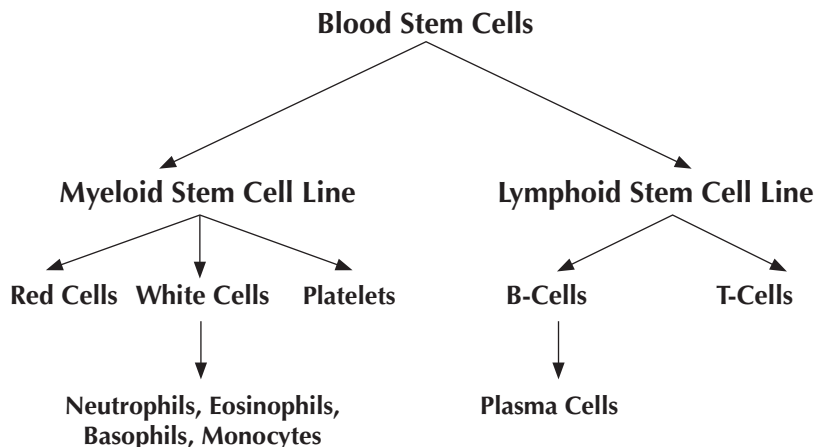 Blood Stem Cells
Myeloid Stem Cell Line
Lymphoid Stem Cell Line
Red Cells
White Cells
Platelets
B-Cells
T-Cells
Neutrophils, Eosinophils,
Basophils, Monocytes
Plasma Cells